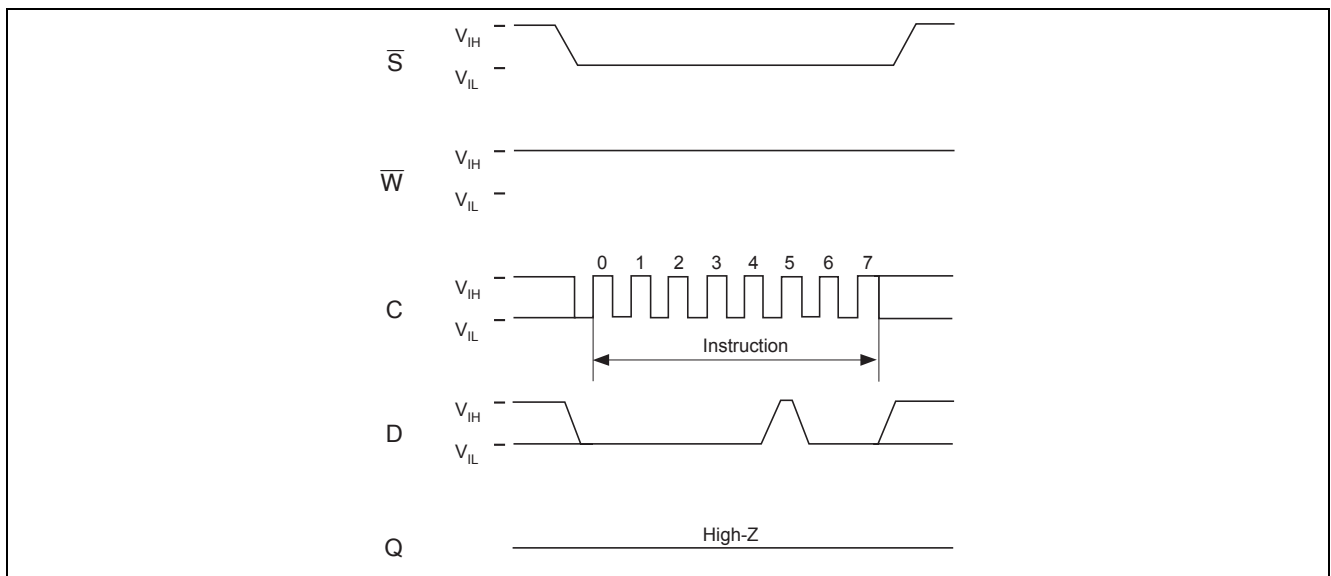 V_IH
S̅
V_IL
V_IH
W̅
V_IL
0 1 2 3 4 5 6 7
V_IH
C
V_IL
Instruction
V_IH
D
V_IL
High-Z
Q